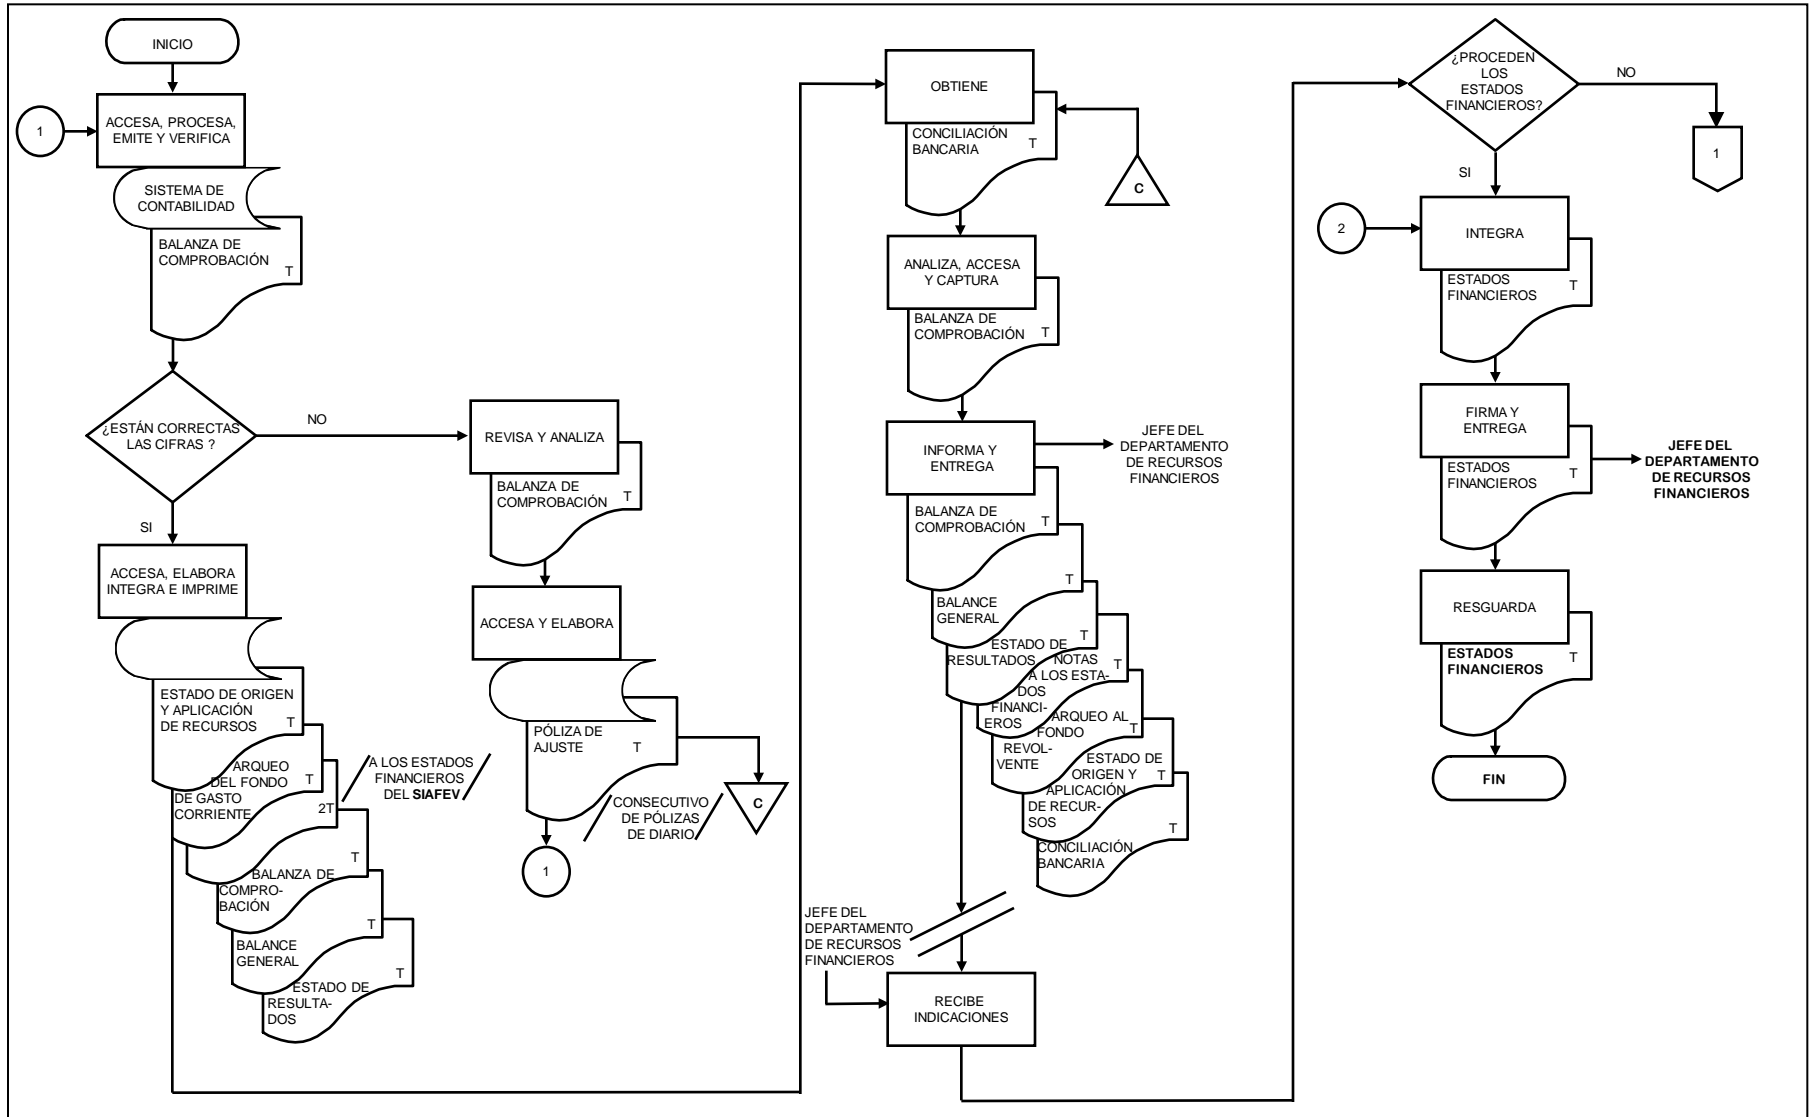 INICIO
1
ACCESA, PROCESA,
EMITE Y VERIFICA
SISTEMA DE
CONTABILIDAD
BALANZA DE
COMPROBACIÓN
T
¿ESTÁN CORRECTAS
LAS CIFRAS ?
NO
SI
ACCESA, ELABORA
INTEGRA E IMPRIME
ESTADO DE ORIGEN
Y APLICACIÓN
DE RECURSOS
T
ARQUEO
DEL FONDO
DE GASTO
CORRIENTE
T
2T
A LOS ESTADOS
FINANCIEROS
DEL SIAFEV
BALANZA DE
COMPRO-
BACIÓN
T
BALANCE
GENERAL
T
ESTADO DE
RESULTA-
DOS
T
REVISA Y ANALIZA
BALANZA DE
COMPROBACIÓN
T
ACCESA Y ELABORA
PÓLIZA DE
AJUSTE
T
C
CONSECUTIVO
DE PÓLIZAS
DE DIARIO
1
OBTIENE
CONCILIACIÓN
BANCARIA
T
C
ANALIZA, ACCESA
Y CAPTURA
BALANZA DE
COMPROBACIÓN
T
INFORMA Y
ENTREGA
JEFE DEL
DEPARTAMENTO
DE RECURSOS
FINANCIEROS
BALANZA DE
COMPROBACIÓN
T
BALANCE
GENERAL
T
ESTADO DE
RESULTADOS
T
NOTAS
A LOS ESTA-
DOS
FINANCI-
EROS
T
ARQUEO AL
FONDO
REVOL-
VENTE
T
ESTADO DE
ORIGEN Y
APLICACIÓN
DE RECUR-
SOS
T
CONCILIACIÓN
BANCARIA
T
JEFE DEL
DEPARTAMENTO
DE RECURSOS
FINANCIEROS
RECIBE
INDICACIONES
¿PROCEDEN
LOS
ESTADOS
FINANCIEROS?
NO
1
SI
2
INTEGRA
ESTADOS
FINANCIEROS
T
FIRMA Y
ENTREGA
ESTADOS
FINANCIEROS
T
JEFE DEL
DEPARTAMENTO
DE RECURSOS
FINANCIEROS
RESGUARDA
ESTADOS
FINANCIEROS
T
FIN